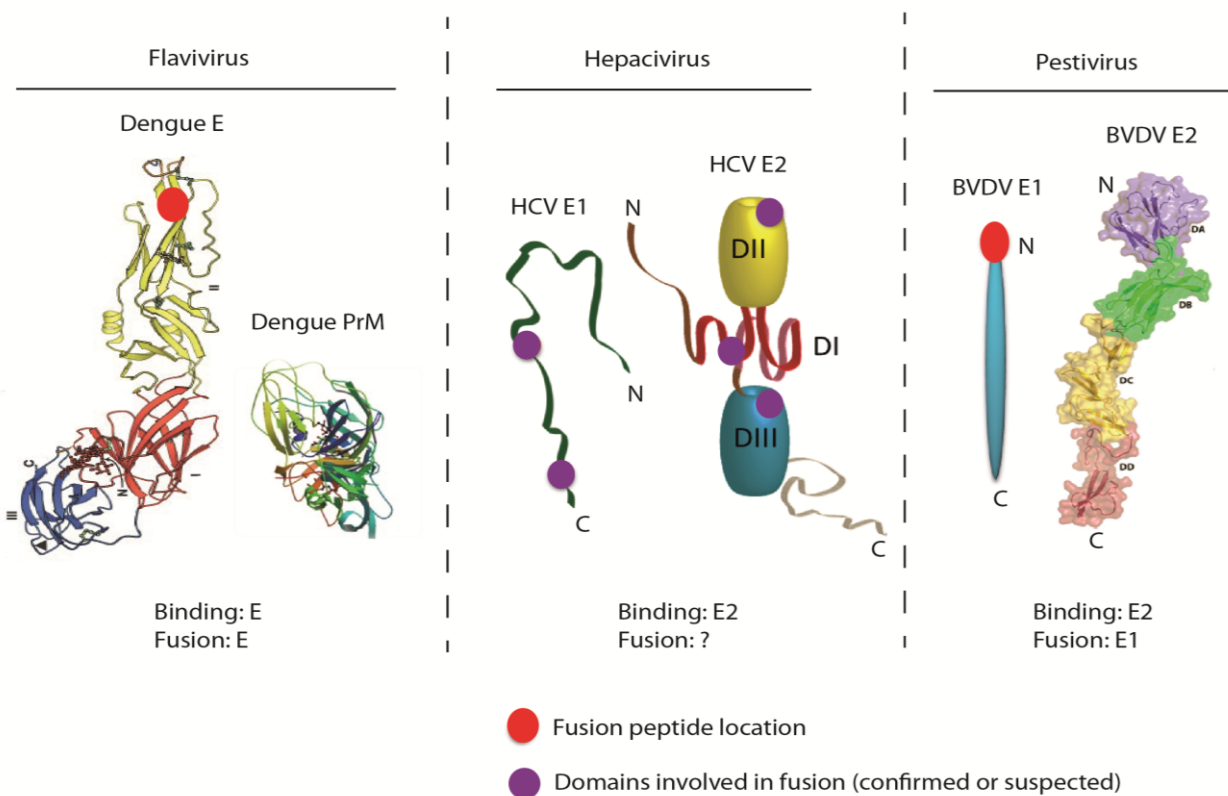 Flavivirus
Hepacivirus
Pestivirus
Dengue E
II
Dengue PrM
C
N
I
III
HCV E1
N
C
HCV E2
N
DII
DI
DIII
C
BVDV E1
N
C
BVDV E2
N
DA
DB
DC
DD
C
Binding: E
Fusion: E
Binding: E2
Fusion: ?
Binding: E2
Fusion: E1
Fusion peptide location
Domains involved in fusion (confirmed or suspected)